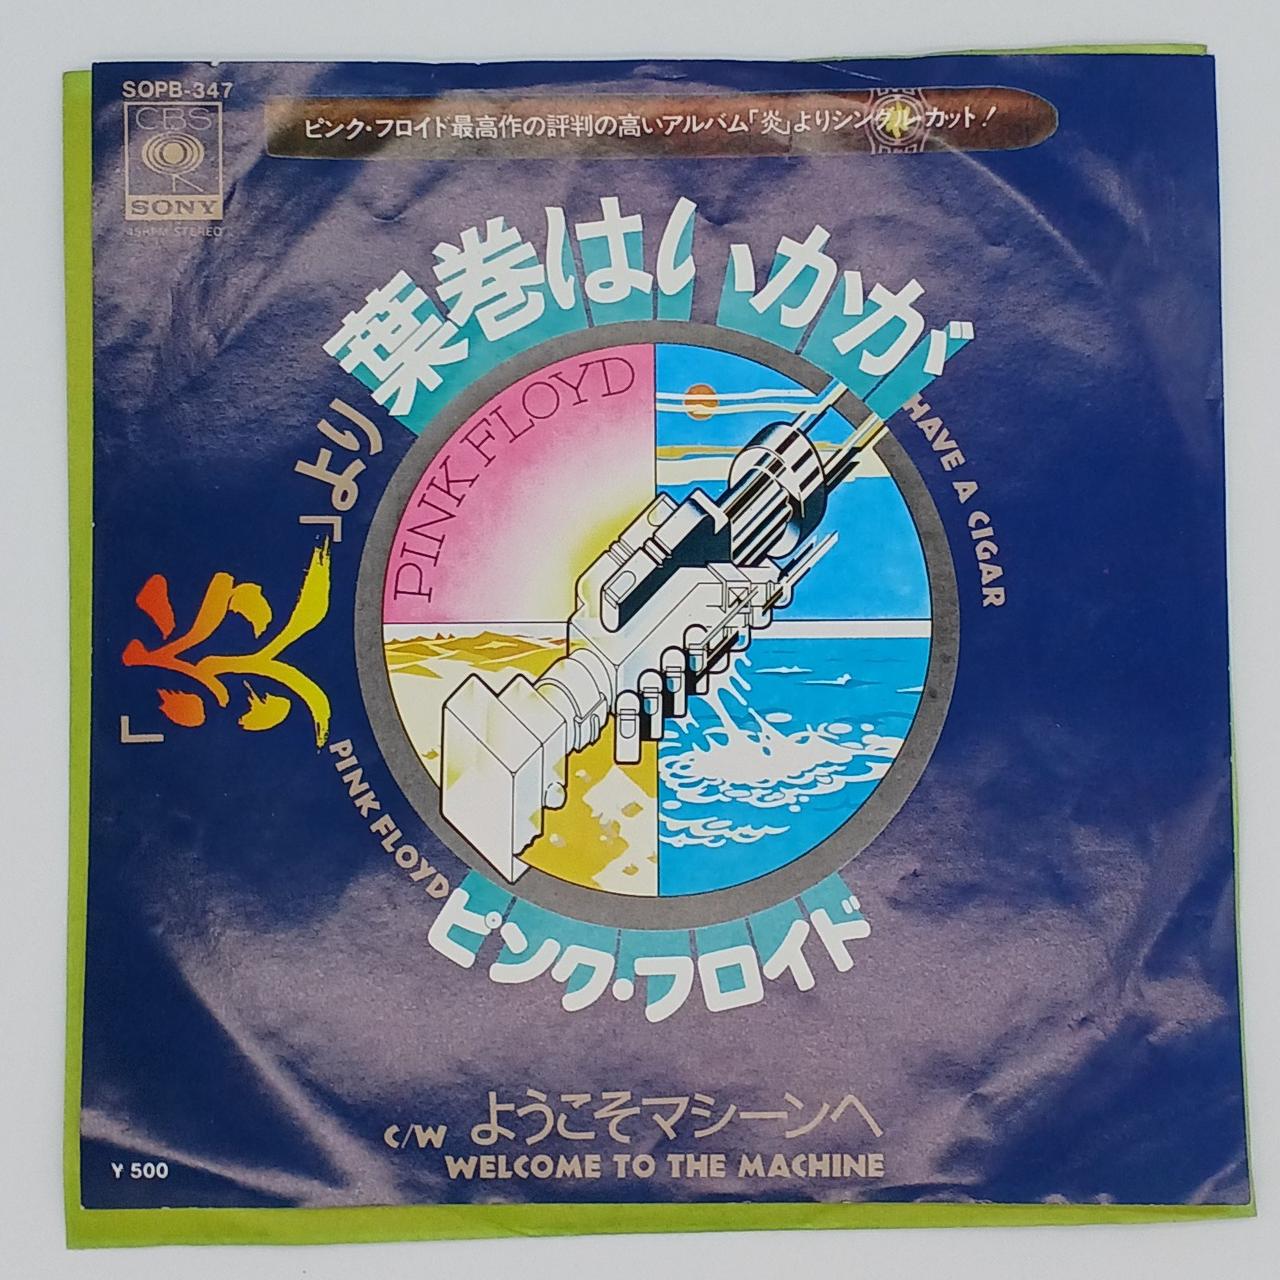 SOPB-347
CBS
SONY
45RPM STEREO
ピンク・フロイド最高作の評判の高いアルバム「炎」よりシングル・カット!
葉巻はいかが
HAVE A CIGAR
「炎」より
PINK FLOYD
PINK FLOYD
ピンク・フロイド
c/w ようこそマシーンへ
WELCOME TO THE MACHINE
¥ 500